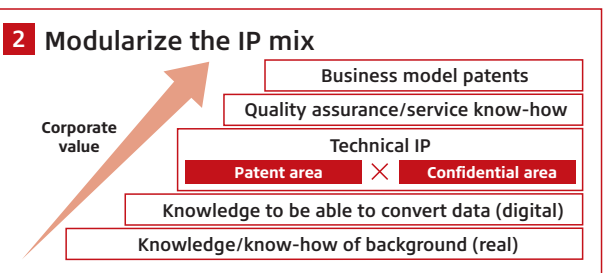 2 Modularize the IP mix
Business model patents
Quality assurance/service know-how
Corporate
value
Technical IP
Patent area × Confidential area
Knowledge to be able to convert data (digital)
Knowledge/know-how of background (real)